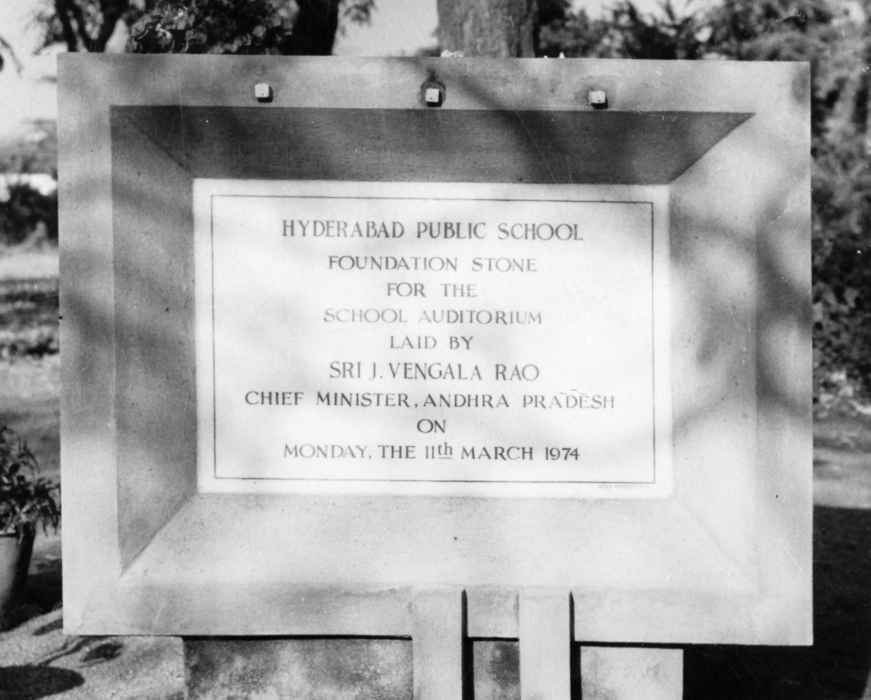 HYDERABAD PUBLIC SCHOOL
FOUNDATION STONE
FOR THE
SCHOOL AUDITORIUM
LAID BY
SRI J. VENGALA RAO
CHIEF MINISTER, ANDHRA PRADESH
ON
MONDAY, THE 11th MARCH 1974